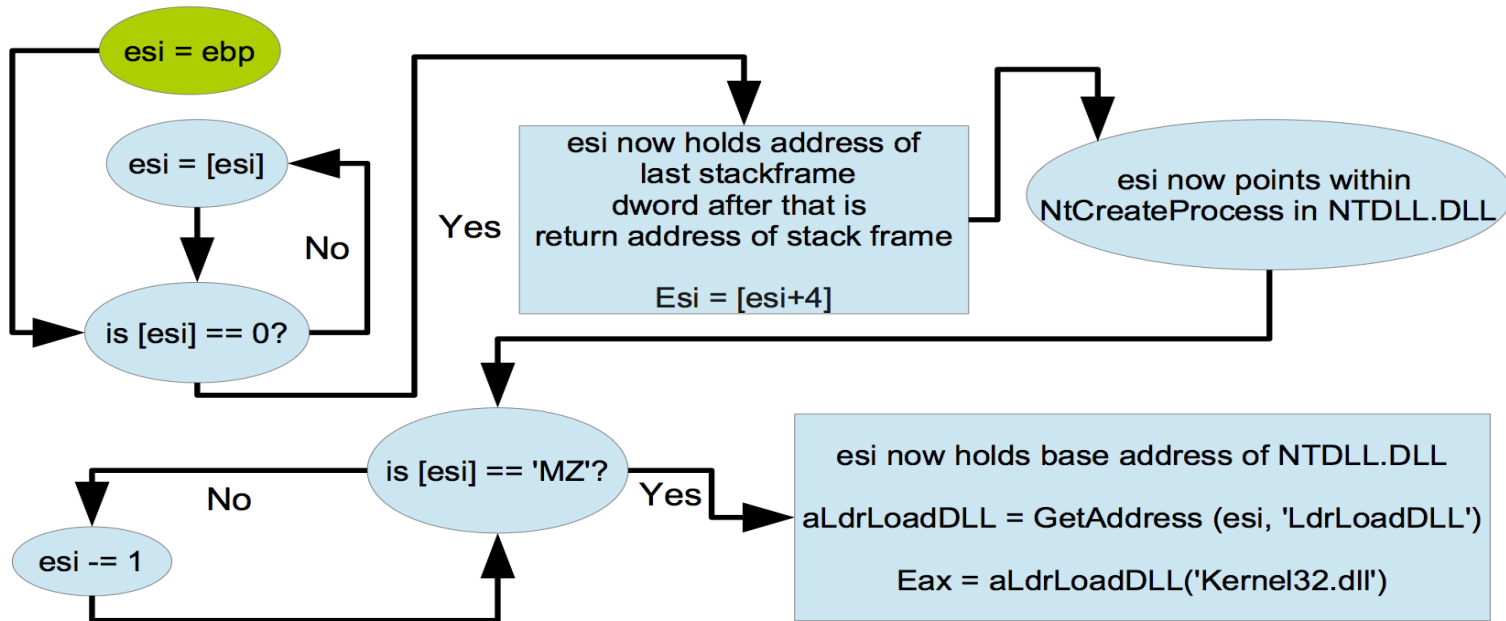 esi = ebp
esi = [esi]
No
is [esi] == 0?
Yes
esi now holds address of
last stackframe
dword after that is
return address of stack frame
Esi = [esi+4]
esi now points within
NtCreateProcess in NTDLL.DLL
is [esi] == 'MZ'?
No
Yes
esi -= 1
esi now holds base address of NTDLL.DLL
aLdrLoadDLL = GetAddress (esi, 'LdrLoadDLL')
Eax = aLdrLoadDLL('Kernel32.dll')